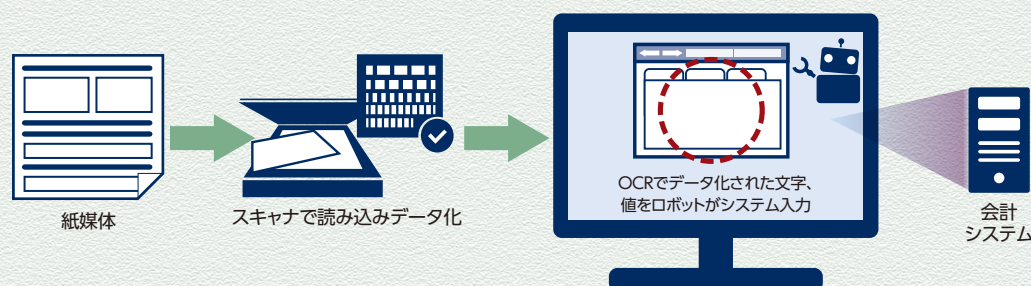 紙媒体
スキャナで読み込みデータ化
OCRでデータ化された文字、
値をロボットがシステム入力
会計
システム